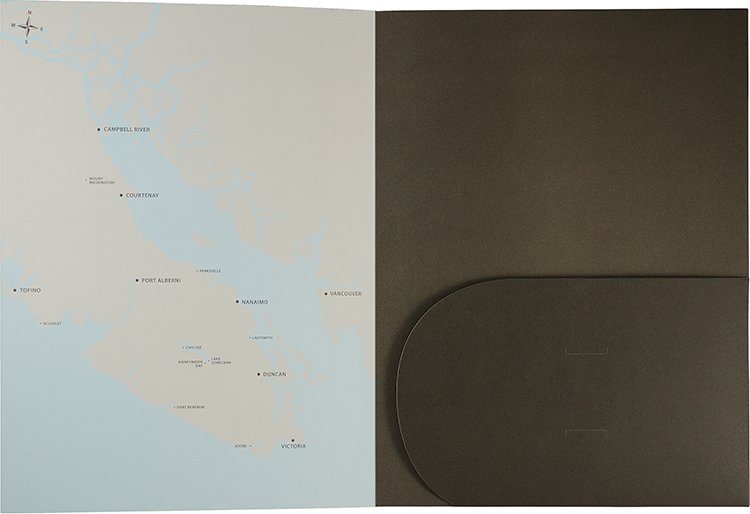 N
W E
S
CAMPBELL RIVER
MOUNT
WASHINGTON
COURTENAY
PARKSVILLE
PORT ALBERNI
TOFINO
VANCOUVER
NANAIMO
UCLUELET
LADYSMITH
CAYCUSE
LAKE
COWICHAN
HONEYMOON
BAY
DUNCAN
PORT RENFREW
VICTORIA
SOOKE